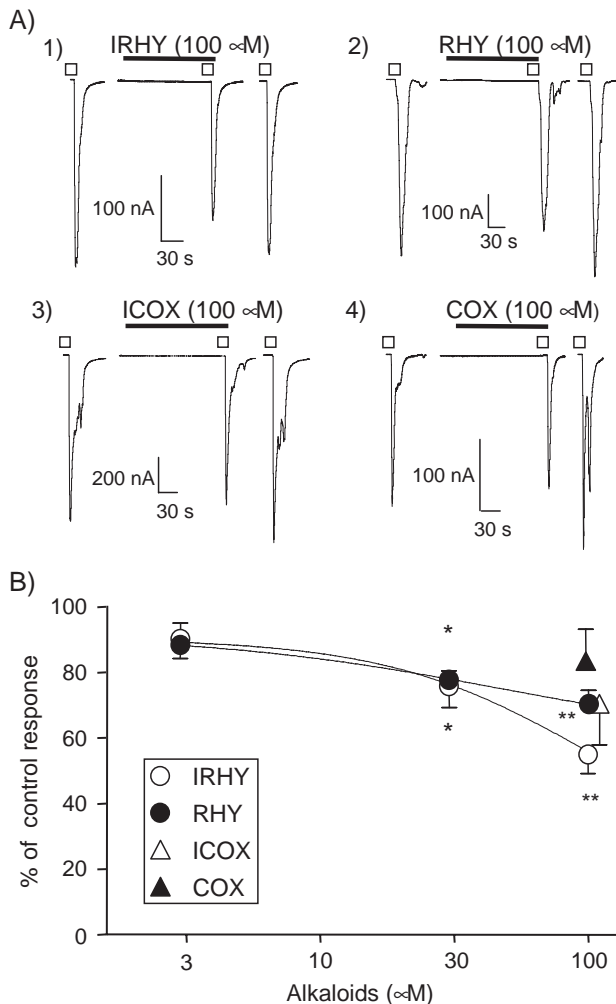 A)
1) IRHY (100 ∝M)
2) RHY (100 ∝M)
100 nA
30 s
100 nA
30 s
3) ICOX (100 ∝M)
4) COX (100 ∝M)
200 nA
30 s
100 nA
30 s
B)
100
80
60
40
20
0
% of control response
*
*
**
**
IRHY
RHY
ICOX
COX
3 10 30 100
Alkaloids (∝M)